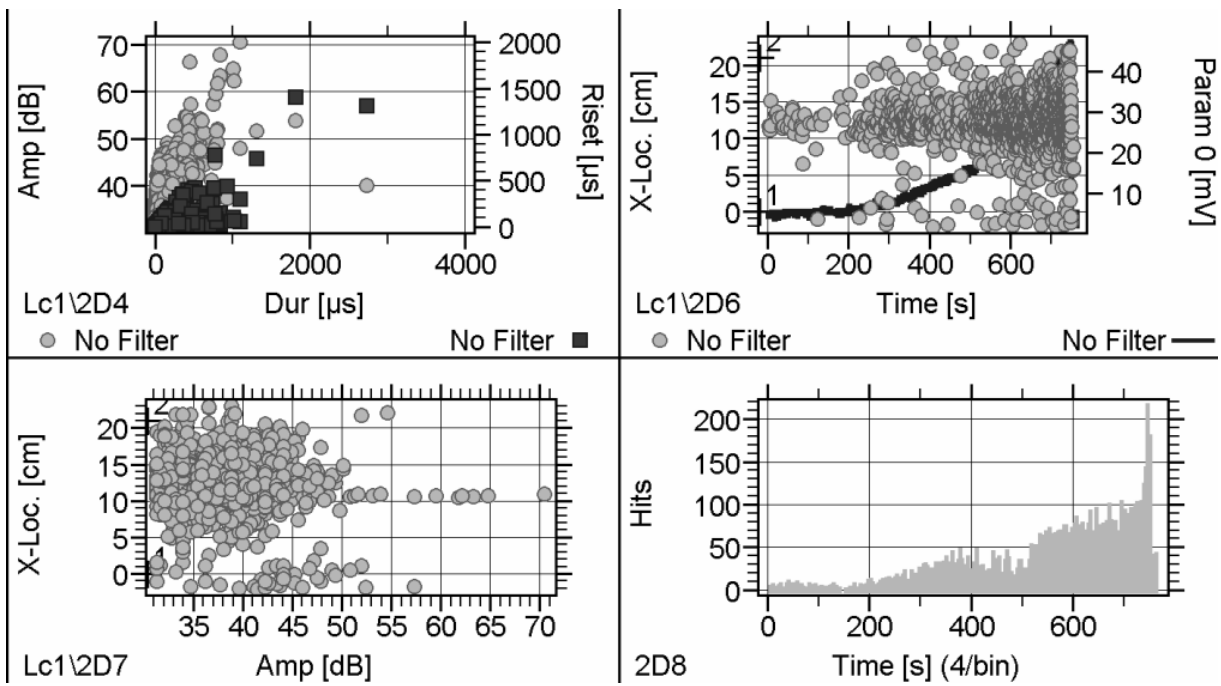 70
60
50
40
Amp [dB]
2000
1500
1000
500
0
Riset [µs]
0 2000 4000
Lc1\2D4 Dur [µs]
No Filter No Filter
20
15
10
5
0
X-Loc. [cm]
2
1
40
30
20
10
Param 0 [mV]
0 200 400 600
Lc1\2D6 Time [s]
No Filter No Filter
20
15
10
5
0
X-Loc. [cm]
2
1
35 40 45 50 55 60 65 70
Lc1\2D7 Amp [dB]
200
150
100
50
0
Hits
0 200 400 600
2D8 Time [s] (4/bin)